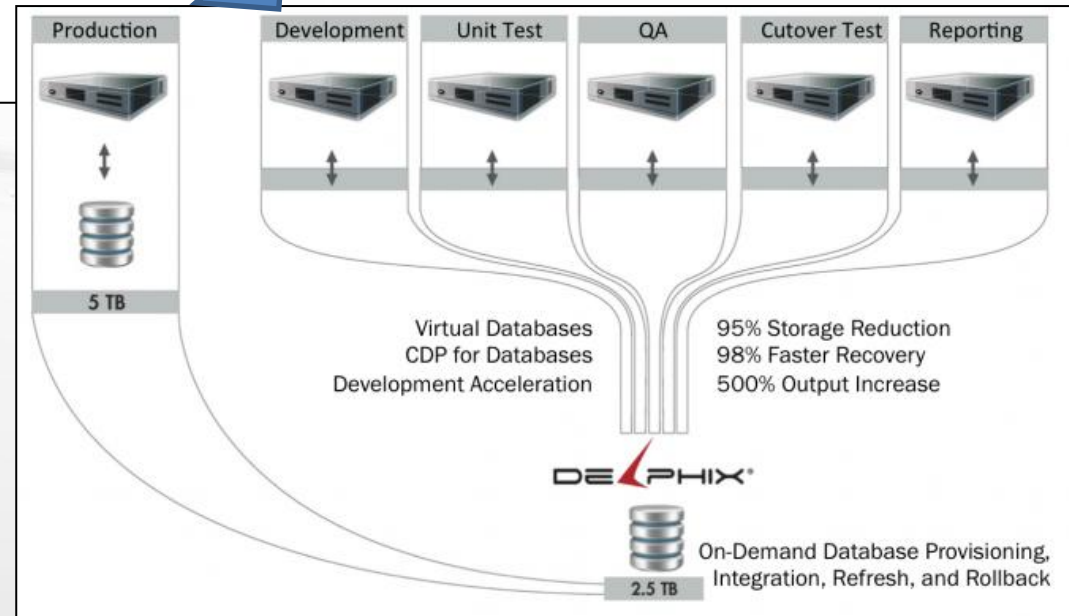 Production
Development
Unit Test
QA
Cutover Test
Reporting
5 TB
Virtual Databases
CDP for Databases
Development Acceleration
95% Storage Reduction
98% Faster Recovery
500% Output Increase
DELPHIX®
2.5 TB
On-Demand Database Provisioning,
Integration, Refresh, and Rollback